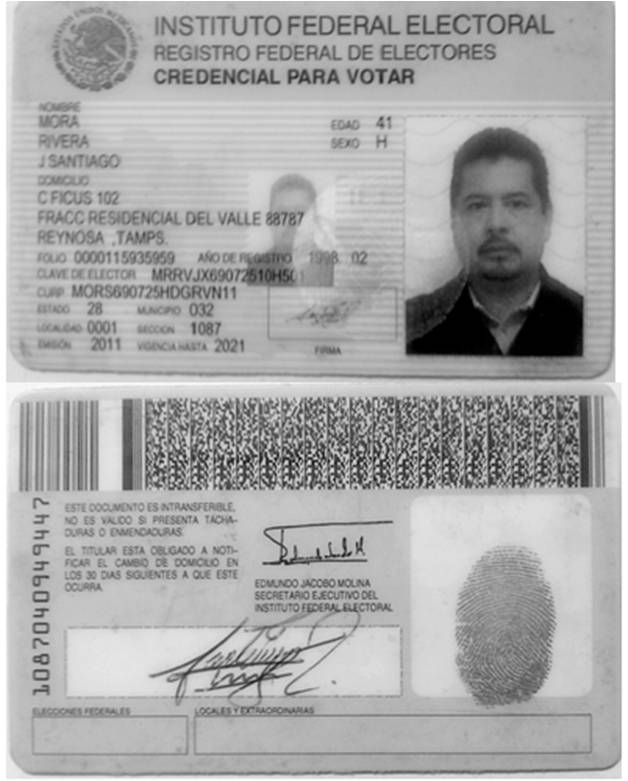 ESTADOS UNIDOS MEXICANOS
INSTITUTO FEDERAL ELECTORAL
REGISTRO FEDERAL DE ELECTORES
CREDENCIAL PARA VOTAR
NOMBRE
MORA
RIVERA
J SANTIAGO
EDAD 41
SEXO H
DOMICILIO
C FICUS 102
FRACC RESIDENCIAL DEL VALLE 88787
REYNOSA ,TAMPS.
FOLIO 0000115935959 AÑO DE REGISTRO 1998 02
CLAVE DE ELECTOR MRRVJX69072510H501
CURP MORS690725HDGRVN11
ESTADO 28 MUNICIPIO 032
LOCALIDAD 0001 SECCION 1087
EMISIÓN 2011 VIGENCIA HASTA 2021
FIRMA
1087040949447
ESTE DOCUMENTO ES INTRANSFERIBLE,
NO ES VALIDO SI PRESENTA TACHA-
DURAS O ENMENDADURAS.
EL TITULAR ESTA OBLIGADO A NOTI-
FICAR EL CAMBIO DE DOMICILIO EN
LOS 30 DIAS SIGUIENTES A QUE ESTE
OCURRA.
EDMUNDO JACOBO MOLINA
SECRETARIO EJECUTIVO DEL
INSTITUTO FEDERAL ELECTORAL
ELECCIONES FEDERALES
LOCALES Y EXTRAORDINARIAS